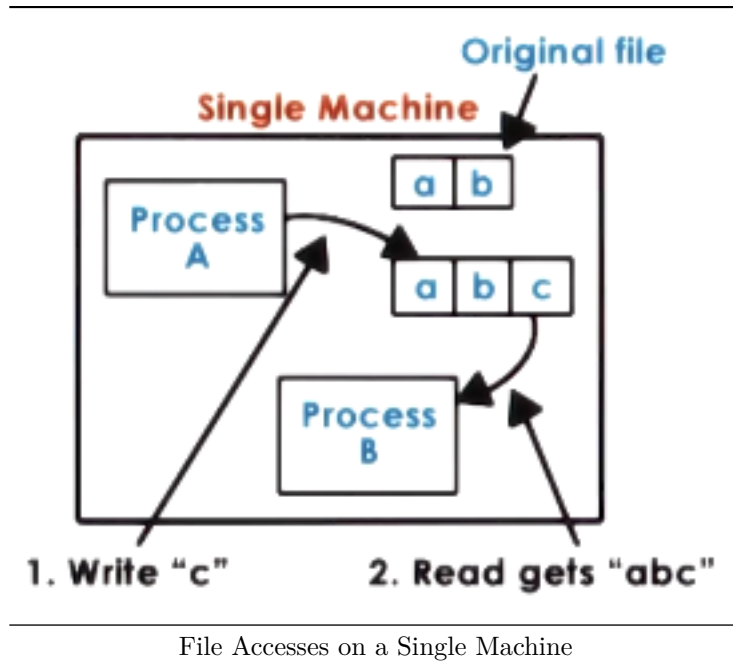 Original file
Single Machine
a b
Process
A
a b c
Process
B
1. Write “c”
2. Read gets “abc”
File Accesses on a Single Machine